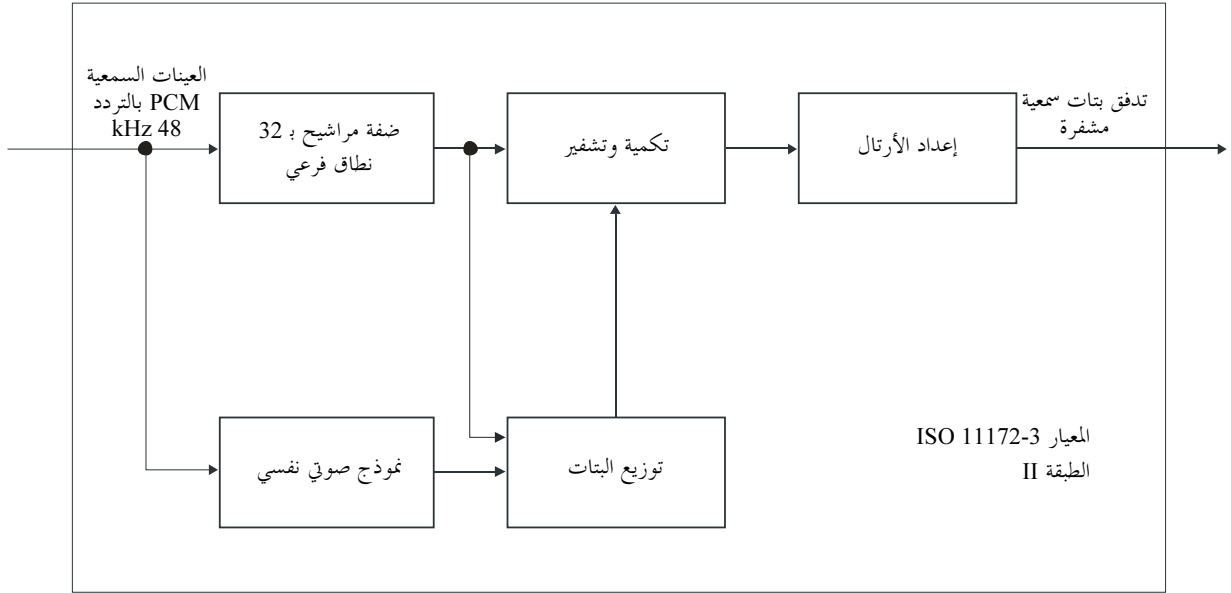 العينات السمعية
PCM بالتردد
48 kHz
ضفة مراشيح بـ 32
نطاق فرعي
تكمية وتشفير
إعداد الأرتال
تدفق بتات سمعية
مشفرة
نموذج صوتي نفسي
توزيع البتات
المعيار ISO 11172-3
الطبقة II